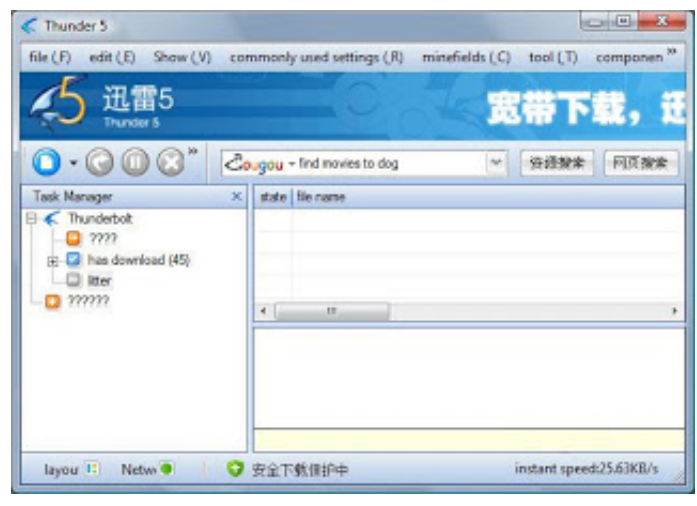 Thunder 5
file (F) edit (E) Show (V) commonly used settings (R) minefields (C) tool (T) componen »
5 迅雷5
Thunder 5
宽带下载，迅
Gougou - find movies to dog
资源搜索 网页搜索
Task Manager
state file name
Thunderbolt
????
has download (45)
litter
??????
layou Netw 安全下载保护中 instant speed:25.63KB/s